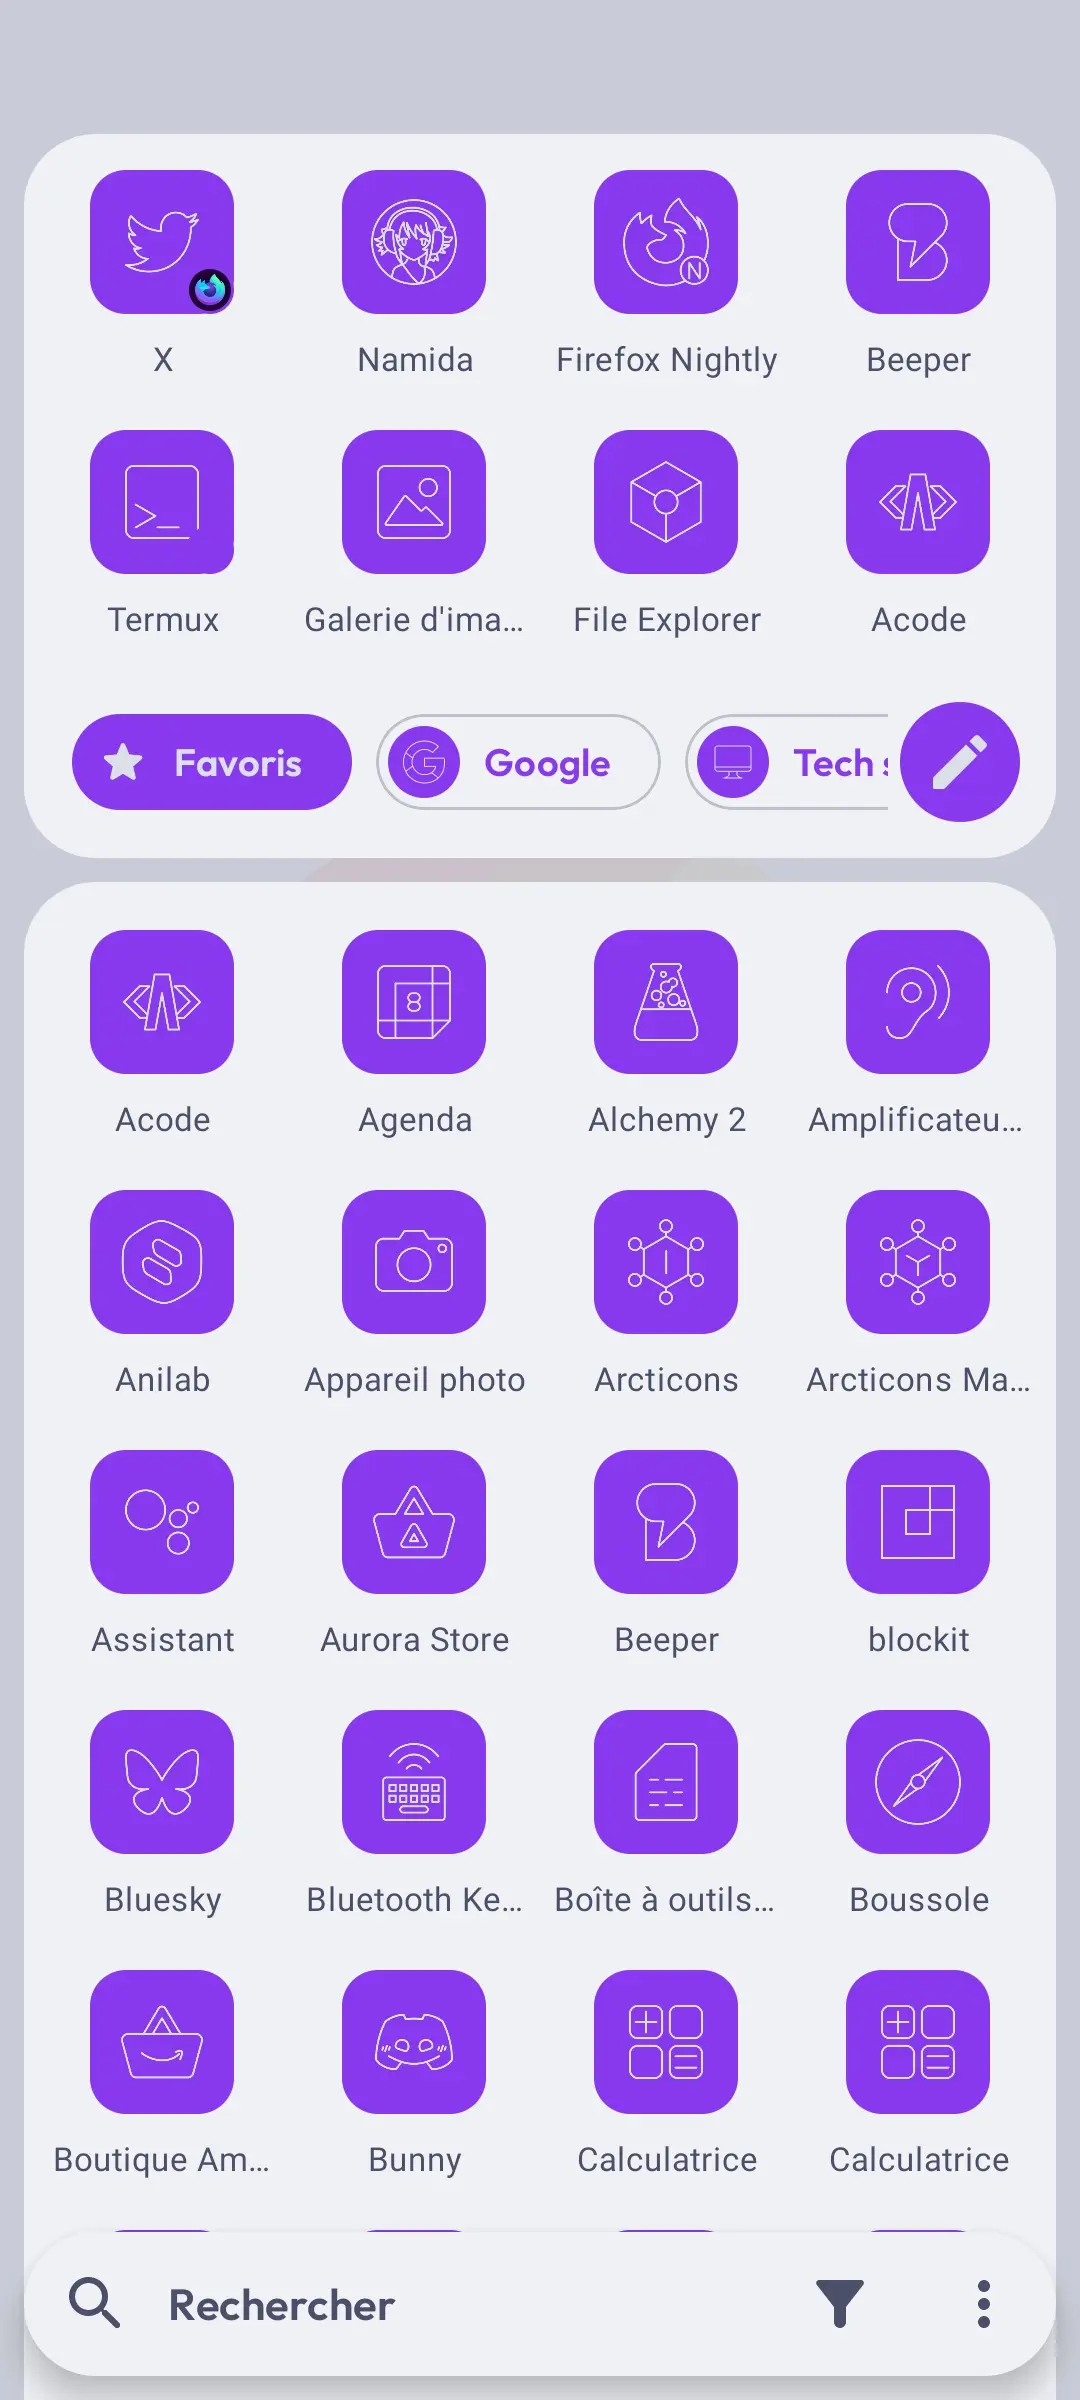 X
Namida
Firefox Nightly
Beeper
Termux
Galerie d'ima…
File Explorer
Acode
Favoris
Google
Tech
Acode
Agenda
Alchemy 2
Amplificateu…
Anilab
Appareil photo
Arcticons
Arcticons Ma…
Assistant
Aurora Store
Beeper
blockit
Bluesky
Bluetooth Ke…
Boîte à outils…
Boussole
Boutique Am…
Bunny
Calculatrice
Calculatrice
Rechercher